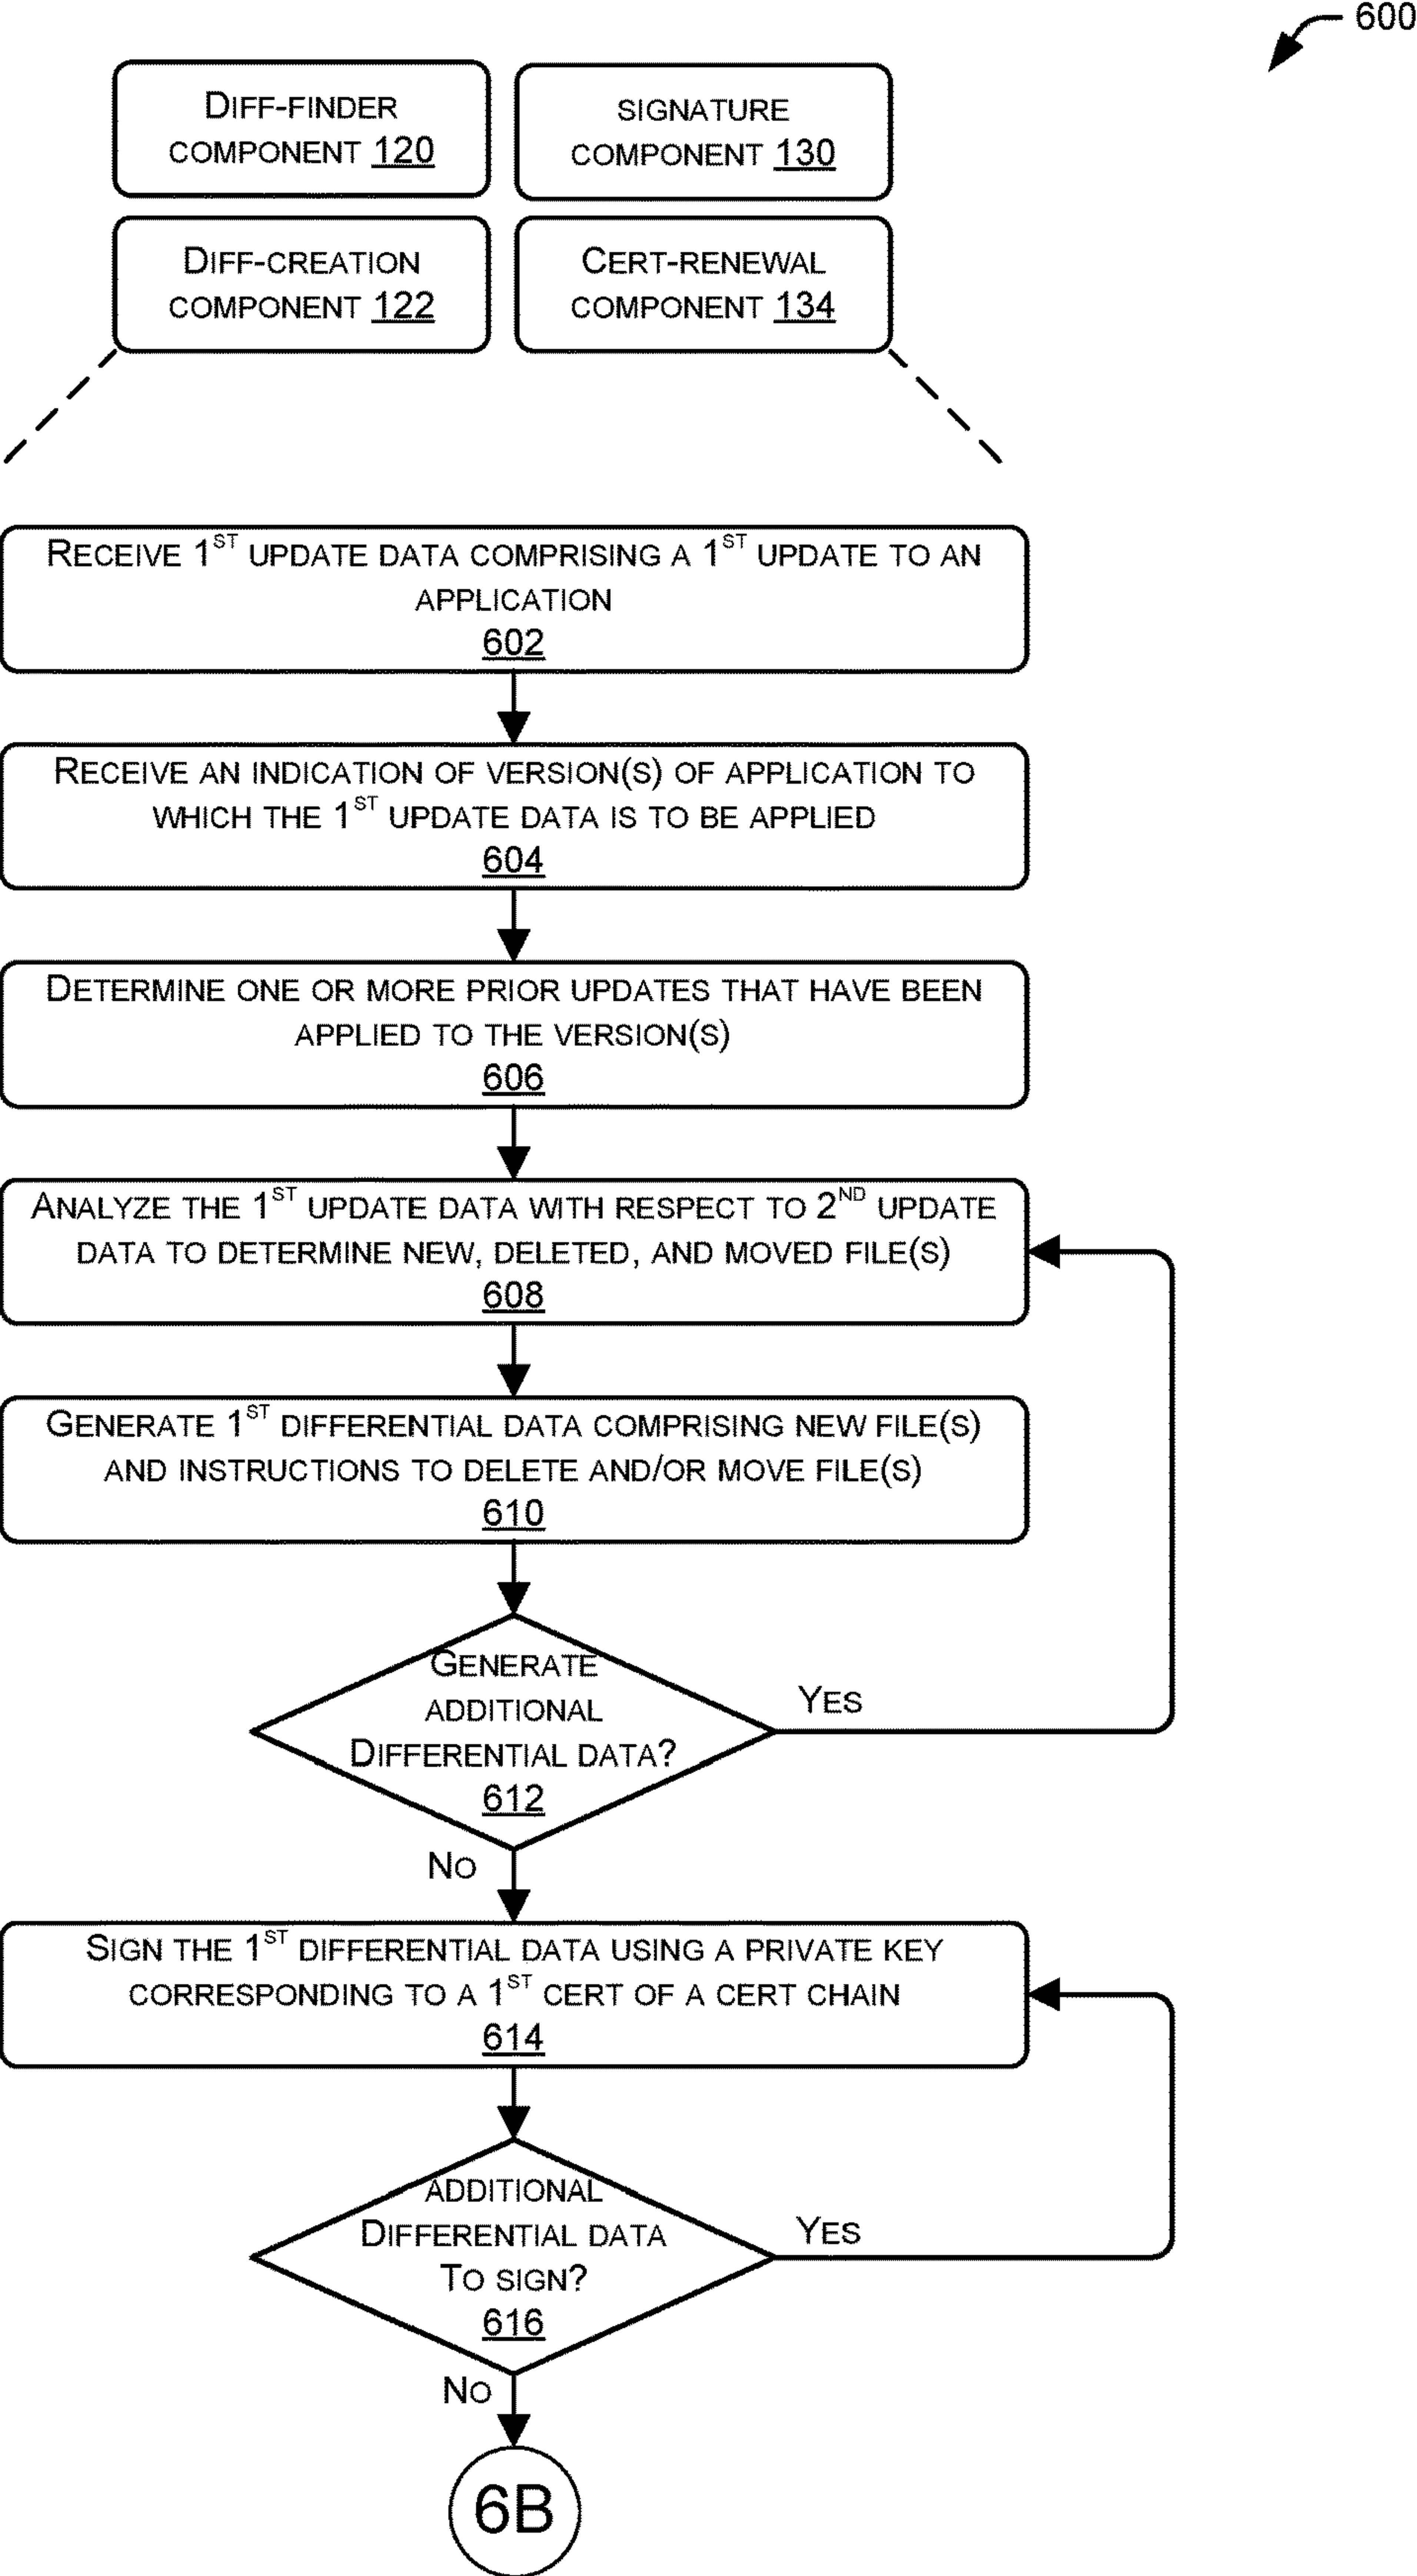 600
Diff-finder
component 120
signature
component 130
Diff-creation
component 122
Cert-renewal
component 134
Receive 1st update data comprising a 1st update to an
application
602
Receive an indication of version(s) of application to
which the 1st update data is to be applied
604
Determine one or more prior updates that have been
applied to the version(s)
606
Analyze the 1st update data with respect to 2nd update
data to determine new, deleted, and moved file(s)
608
Generate 1st differential data comprising new file(s)
and instructions to delete and/or move file(s)
610
Generate
additional
Differential data?
612
Yes
No
Sign the 1st differential data using a private key
corresponding to a 1st cert of a cert chain
614
additional
Differential data
To sign?
616
Yes
No
6B